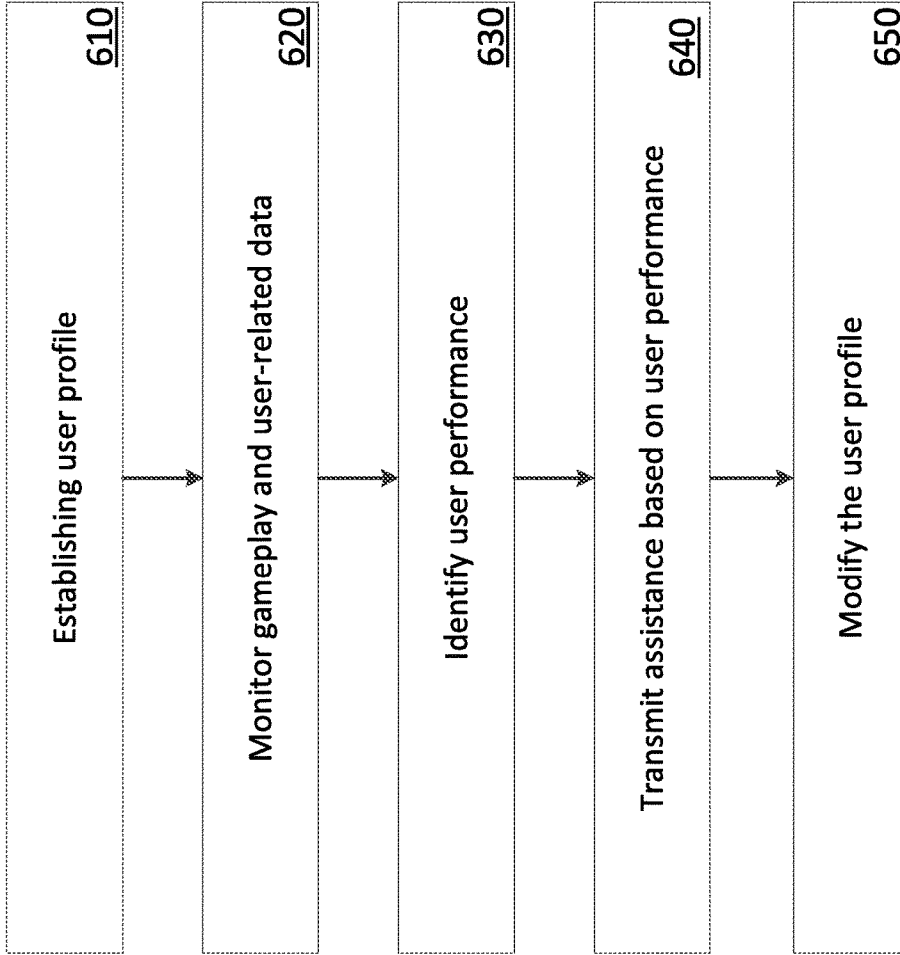 Establishing user profile
610
Monitor gameplay and user-related data
620
Identify user performance
630
Transmit assistance based on user performance
640
Modify the user profile
650